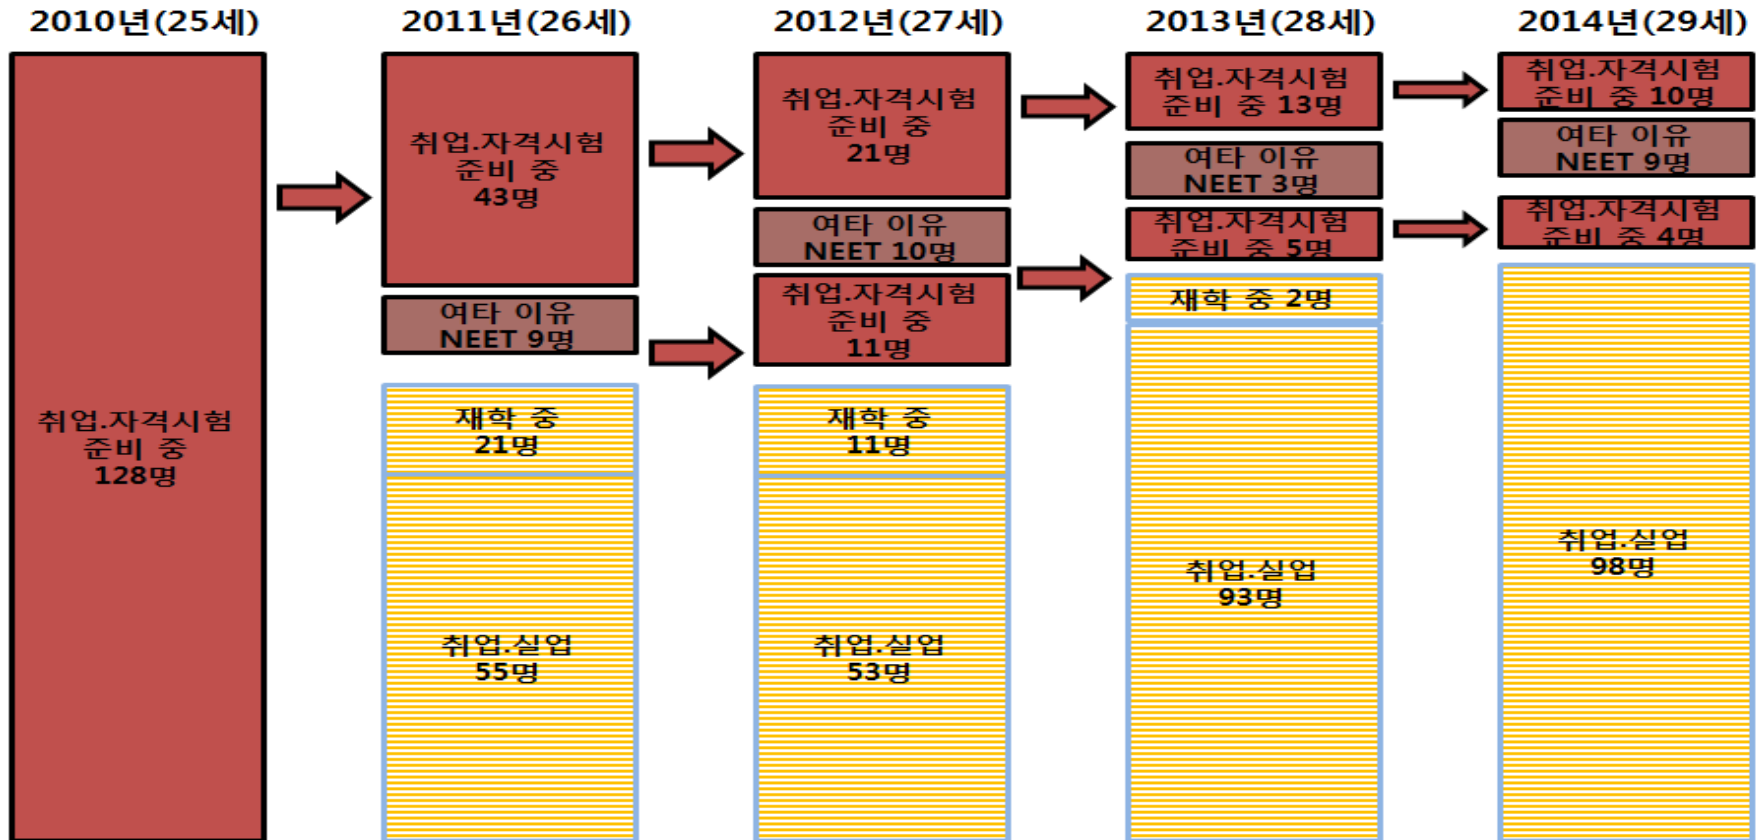 2010년(25세)
2011년(26세)
2012년(27세)
2013년(28세)
2014년(29세)
취업.자격시험
준비 중
128명
취업.자격시험
준비 중
43명
여타 이유
NEET 9명
재학 중
21명
취업.실업
55명
취업.자격시험
준비 중
21명
여타 이유
NEET 10명
취업.자격시험
준비 중
11명
재학 중
11명
취업.실업
53명
취업.자격시험
준비 중 13명
여타 이유
NEET 3명
취업.자격시험
준비 중 5명
재학 중 2명
취업.실업
93명
취업.자격시험
준비 중 10명
여타 이유
NEET 9명
취업.자격시험
준비 중 4명
취업.실업
98명